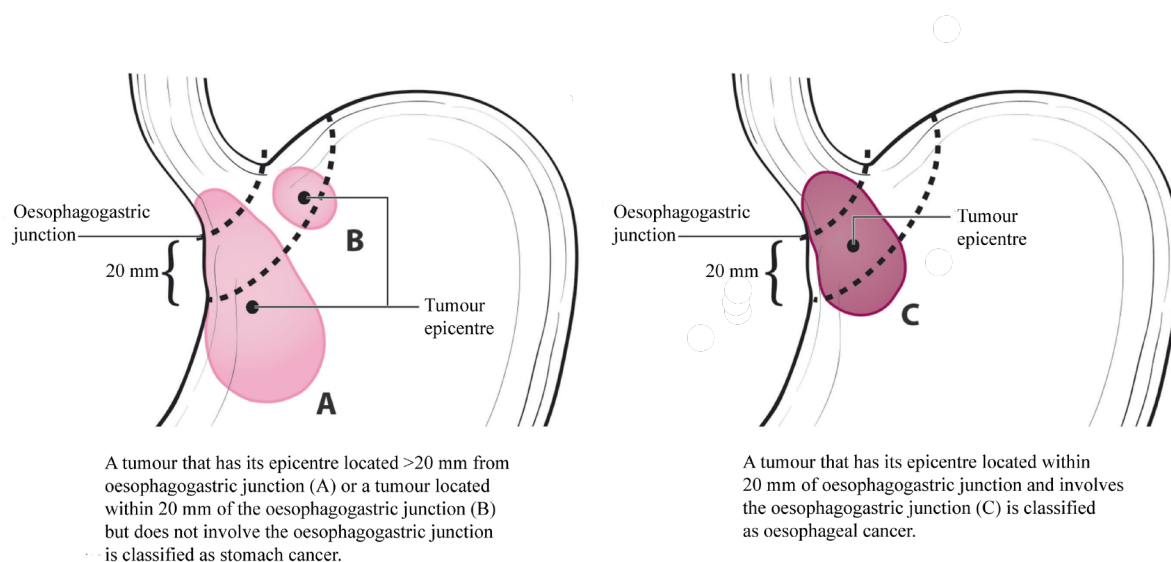 Oesophagogastric
junction
20 mm
B
Tumour
epicentre
A
A tumour that has its epicentre located >20 mm from
oesophagogastric junction (A) or a tumour located
within 20 mm of the oesophagogastric junction (B)
but does not involve the oesophagogastric junction
is classified as stomach cancer.
Oesophagogastric
junction
20 mm
Tumour
epicentre
C
A tumour that has its epicentre located within
20 mm of oesophagogastric junction and involves
the oesophagogastric junction (C) is classified
as oesophageal cancer.